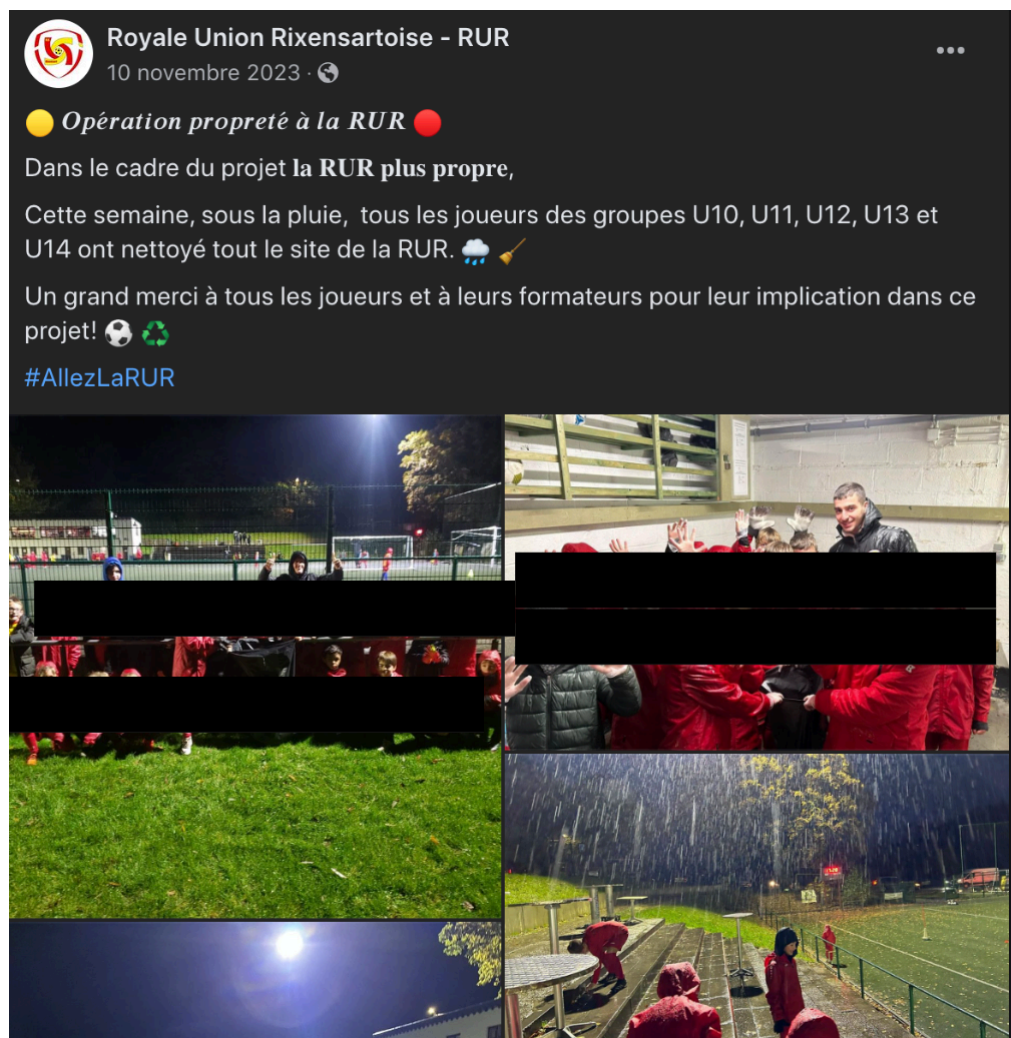 Royale Union Rixensartoise - RUR
10 novembre 2023 ·
Opération propreté à la RUR
Dans le cadre du projet la RUR plus propre,
Cette semaine, sous la pluie, tous les joueurs des groupes U10, U11, U12, U13 et
U14 ont nettoyé tout le site de la RUR.
Un grand merci à tous les joueurs et à leurs formateurs pour leur implication dans ce
projet!
#AllezLaRUR